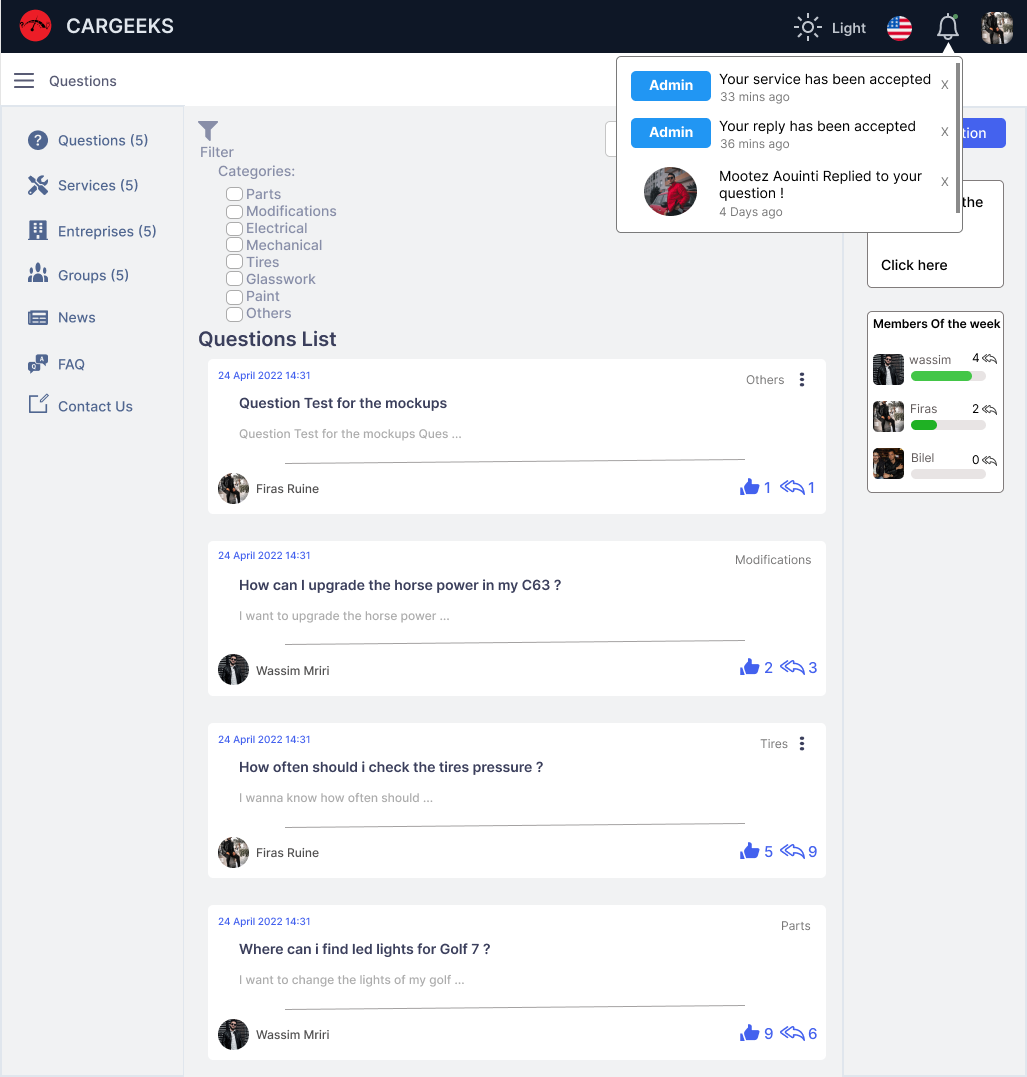 CARGEEKS
Light
Questions
Admin
Your service has been accepted
X
33 mins ago
Admin
Your reply has been accepted
X
36 mins ago
Mootez Aouinti Replied to your
question !
X
4 Days ago
Questions (5)
Services (5)
Entreprises (5)
Groups (5)
News
FAQ
Contact Us
Filter
Categories:
Parts
Modifications
Electrical
Mechanical
Tires
Glasswork
Paint
Others
Questions List
24 April 2022 14:31
Others
Question Test for the mockups
Question Test for the mockups Ques ...
Firas Ruine
1
1
24 April 2022 14:31
Modifications
How can I upgrade the horse power in my C63 ?
I want to upgrade the horse power ...
Wassim Mriri
2
3
24 April 2022 14:31
Tires
How often should i check the tires pressure ?
I wanna know how often should ...
Firas Ruine
5
9
24 April 2022 14:31
Parts
Where can i find led lights for Golf 7 ?
I want to change the lights of my golf ...
Wassim Mriri
9
6
tion
the
Click here
Members Of the week
wassim
4
Firas
2
Bilel
0